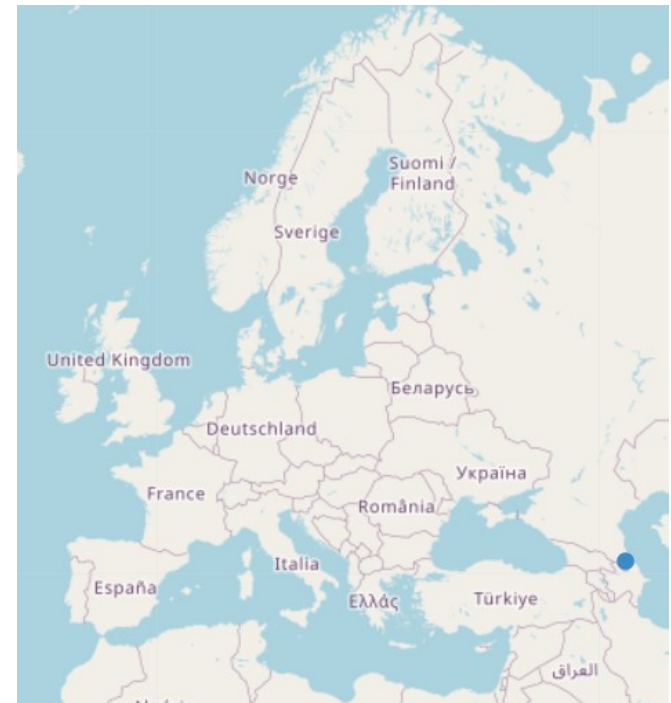 Norge
Suomi /
Finland
Sverige
United Kingdom
Беларусь
Deutschland
Україна
France
România
Italia
España
Ελλάς
Türkiye
العراق